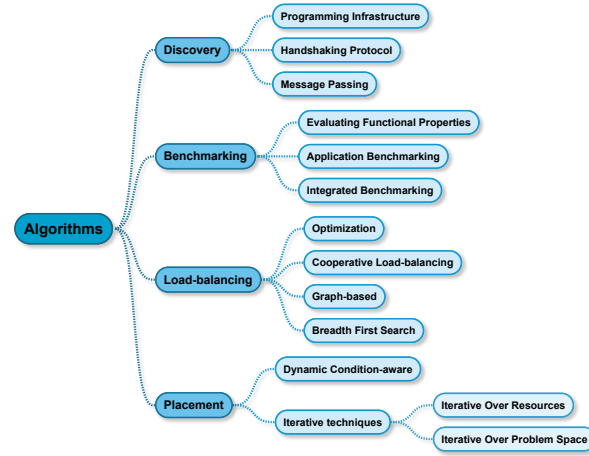 Algorithms
Discovery
Programming Infrastructure
Handshaking Protocol
Message Passing
Benchmarking
Evaluating Functional Properties
Application Benchmarking
Integrated Benchmarking
Load-balancing
Optimization
Cooperative Load-balancing
Graph-based
Breadth First Search
Placement
Dynamic Condition-aware
Iterative techniques
Iterative Over Resources
Iterative Over Problem Space